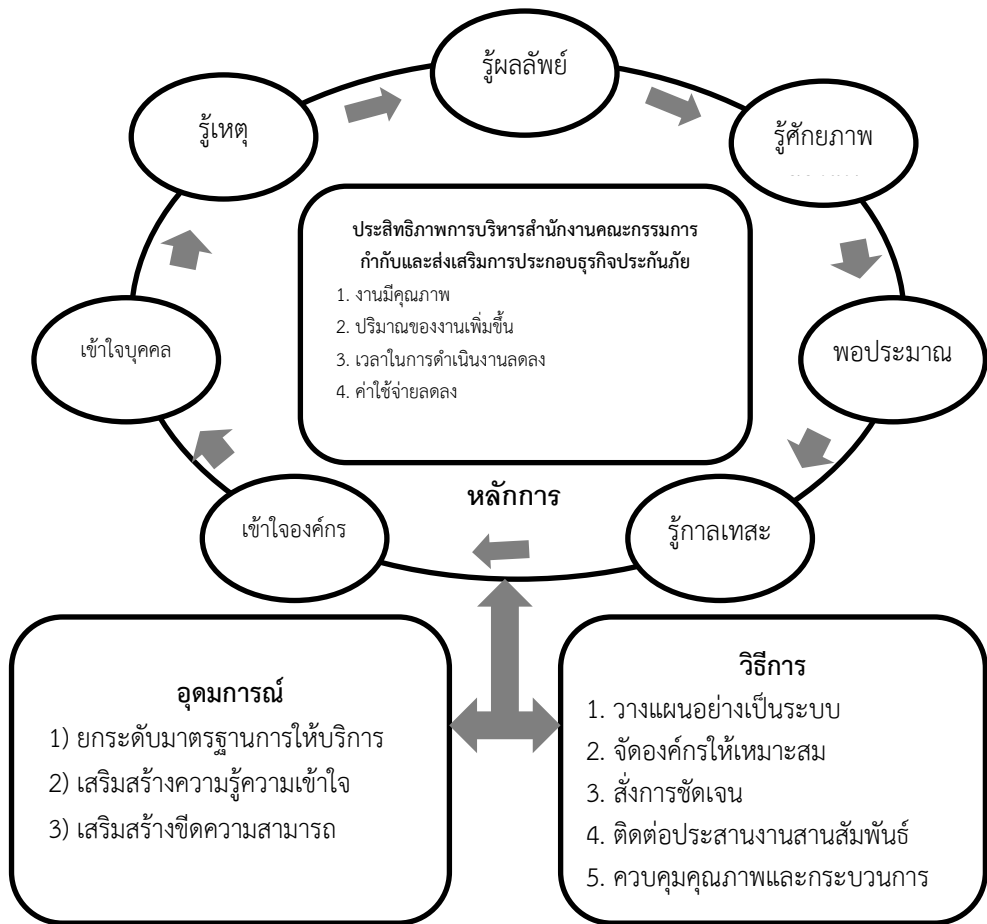 รู้ผลลัพย์
รู้เหตุ
รู้ศักยภาพ
ประสิทธิภาพการบริหารสำนักงานคณะกรรมการ
กำกับและส่งเสริมการประกอบธุรกิจประกันภัย
1. งานมีคุณภาพ
2. ปริมาณของงานเพิ่มขึ้น
3. เวลาในการดำเนินงานลดลง
4. ค่าใช้จ่ายลดลง
เข้าใจบุคคล
พอประมาณ
หลักการ
เข้าใจองค์กร
รู้กาลเทสะ
อุดมการณ์
1) ยกระดับมาตรฐานการให้บริการ
2) เสริมสร้างความรู้ความเข้าใจ
3) เสริมสร้างขีดความสามารถ
วิธีการ
1. วางแผนอย่างเป็นระบบ
2. จัดองค์กรให้เหมาะสม
3. สั่งการชัดเจน
4. ติดต่อประสานงานสานสัมพันธ์
5. ควบคุมคุณภาพและกระบวนการ